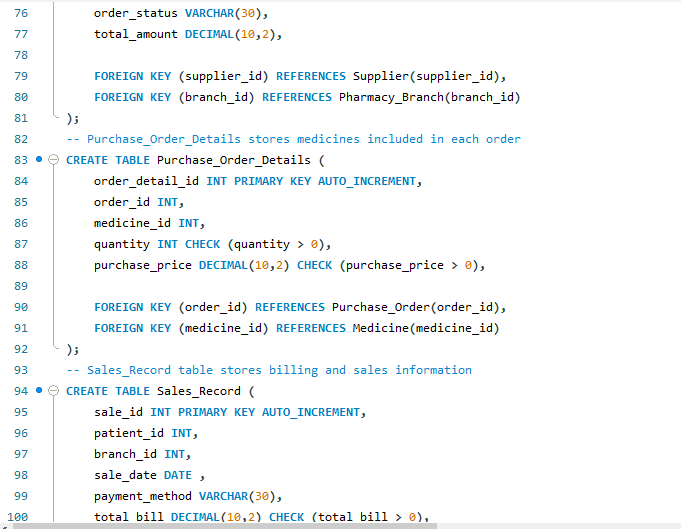 76 order_status VARCHAR(30),
77 total_amount DECIMAL(10,2),
78
79 FOREIGN KEY (supplier_id) REFERENCES Supplier(supplier_id),
80 FOREIGN KEY (branch_id) REFERENCES Pharmacy_Branch(branch_id)
81 );
82 -- Purchase_Order_Details stores medicines included in each order
83 CREATE TABLE Purchase_Order_Details (
84 order_detail_id INT PRIMARY KEY AUTO_INCREMENT,
85 order_id INT,
86 medicine_id INT,
87 quantity INT CHECK (quantity > 0),
88 purchase_price DECIMAL(10,2) CHECK (purchase_price > 0),
89
90 FOREIGN KEY (order_id) REFERENCES Purchase_Order(order_id),
91 FOREIGN KEY (medicine_id) REFERENCES Medicine(medicine_id)
92 );
93 -- Sales_Record table stores billing and sales information
94 CREATE TABLE Sales_Record (
95 sale_id INT PRIMARY KEY AUTO_INCREMENT,
96 patient_id INT,
97 branch_id INT,
98 sale_date DATE ,
99 payment_method VARCHAR(30),
100 total_bill DECIMAL(10,2) CHECK (total_bill > 0),